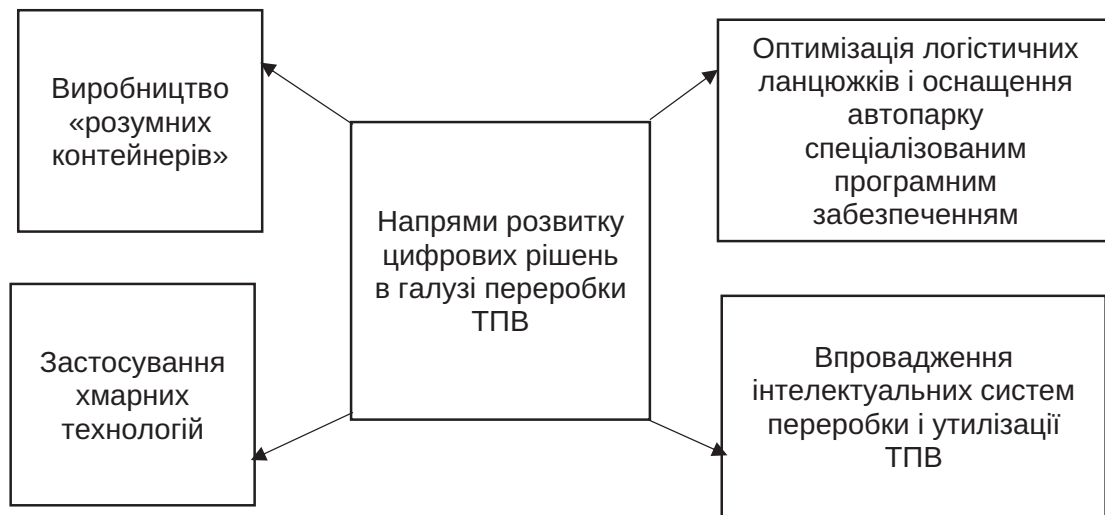 Виробництво
«розумних
контейнерів»
Оптимізація логістичних
ланцюжків і оснащення
автопарку
спеціалізованим
програмним
забезпеченням
Напрями розвитку
цифрових рішень
в галузі переробки
ТПВ
Застосування
хмарних
технологій
Впровадження
інтелектуальних систем
переробки і утилізації
ТПВ